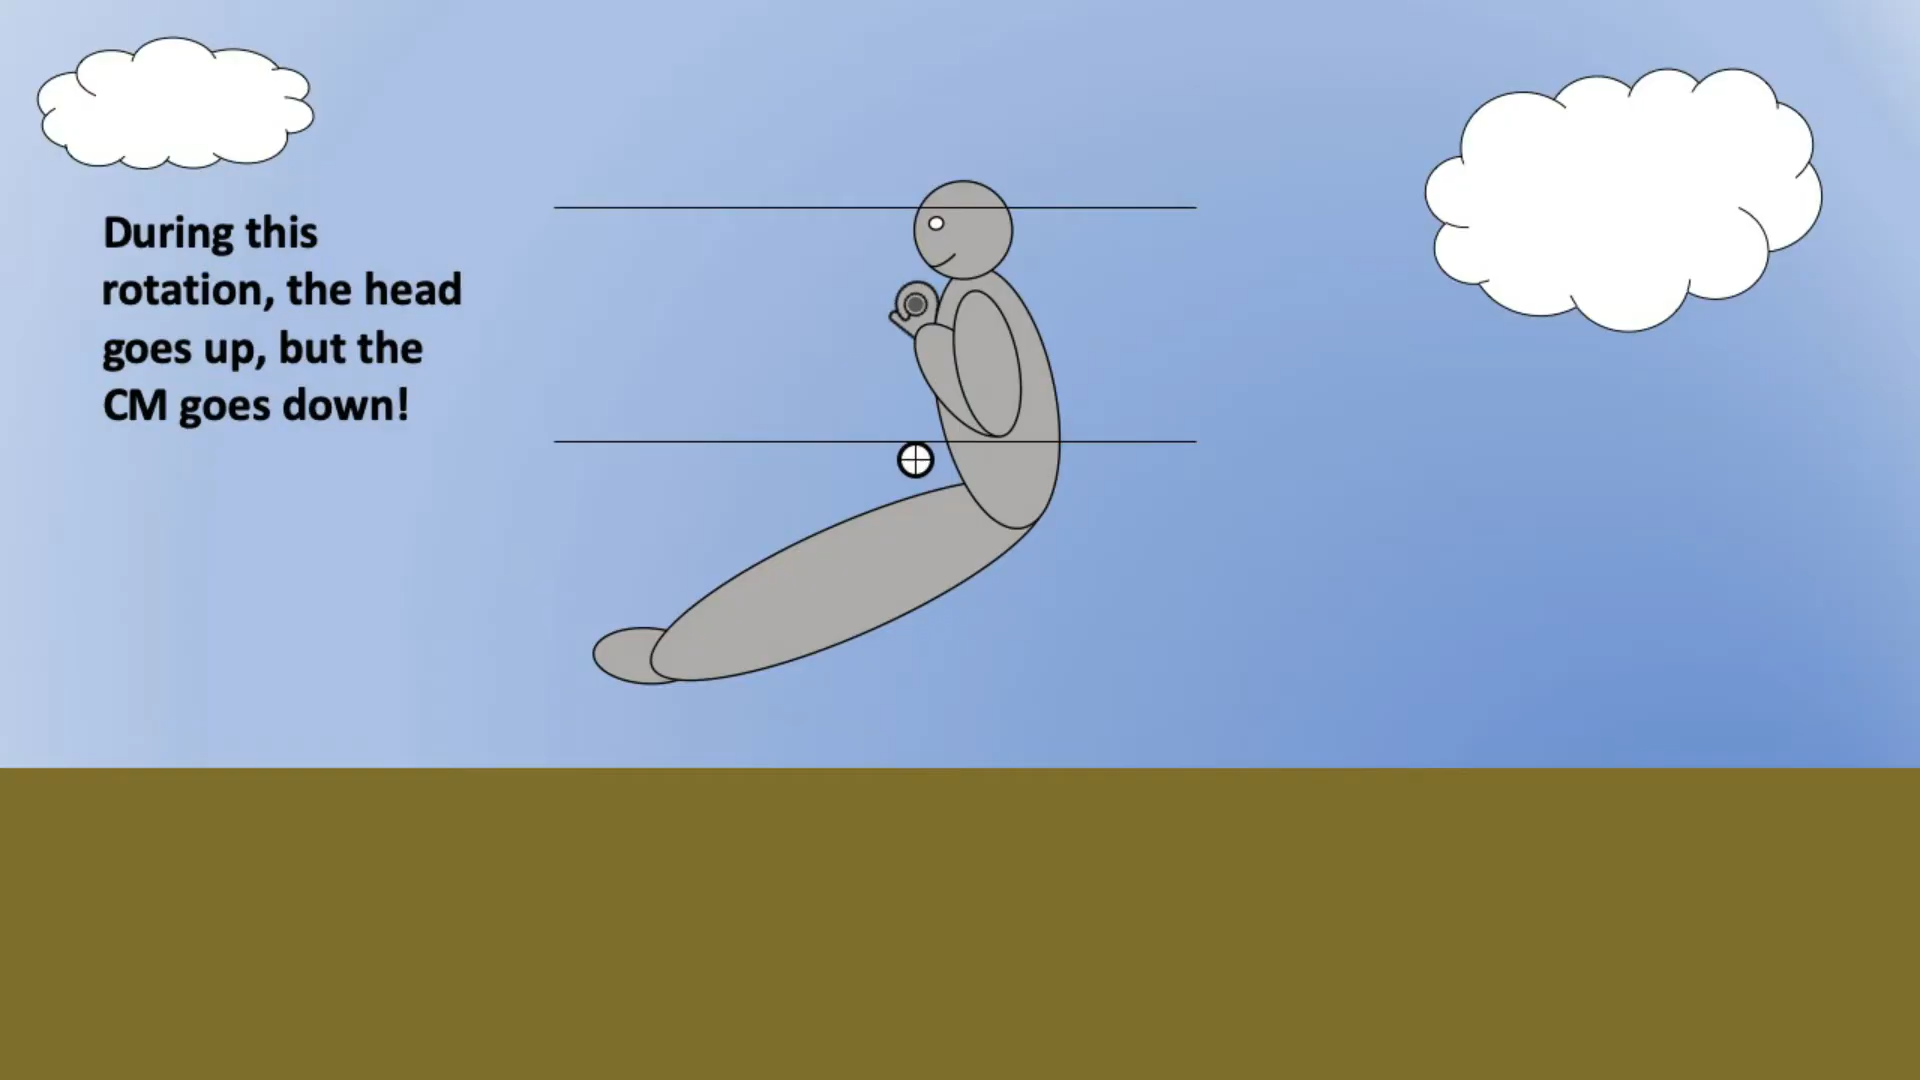 During this
rotation, the head
goes up, but the
CM goes down!